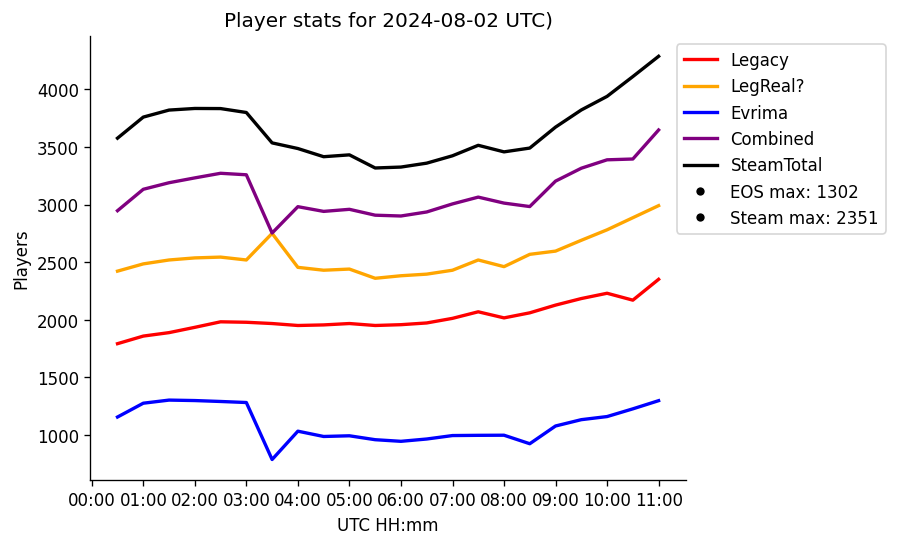 Player stats for 2024-08-02 UTC)
Legacy
LegReal?
Evrima
Combined
SteamTotal
EOS max: 1302
Steam max: 2351
Players
4000
3500
3000
2500
2000
1500
1000
00:00 01:00 02:00 03:00 04:00 05:00 06:00 07:00 08:00 09:00 10:00 11:00
UTC HH:mm